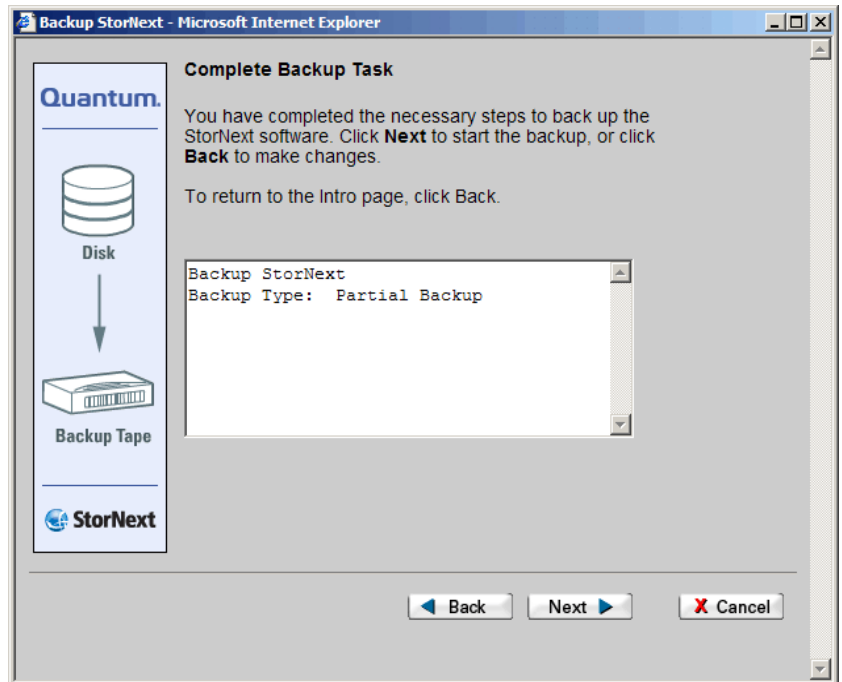 Backup StorNext - Microsoft Internet Explorer
Quantum.
Disk
Backup Tape
StorNext
Complete Backup Task
You have completed the necessary steps to back up the
StorNext software. Click Next to start the backup, or click
Back to make changes.
To return to the Intro page, click Back.
Backup StorNext
Backup Type:  Partial Backup
Back
Next
Cancel